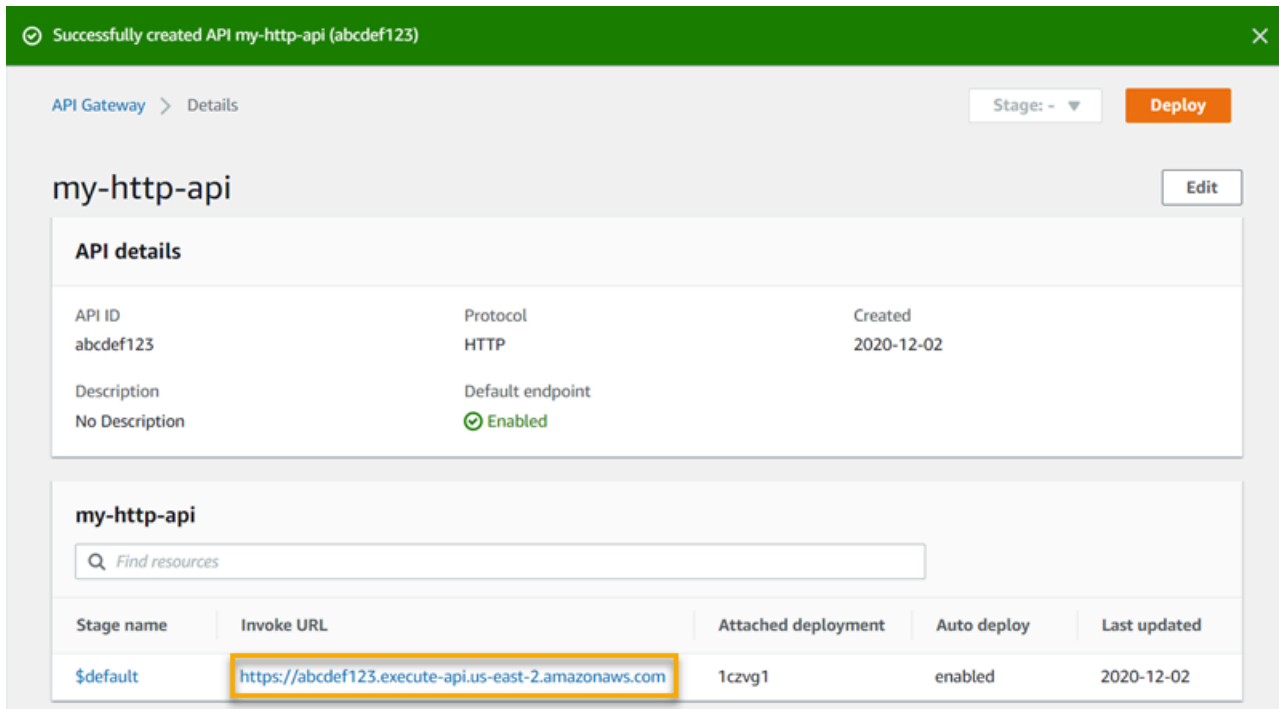 Successfully created API my-http-api (abcdef123)
API Gateway > Details Stage: - Deploy
my-http-api Edit
API details
API ID Protocol Created
abcdef123 HTTP 2020-12-02
Description Default endpoint
No Description Enabled
my-http-api
Find resources
Stage name Invoke URL Attached deployment Auto deploy Last updated
$default https://abcdef123.execute-api.us-east-2.amazonaws.com 1czvg1 enabled 2020-12-02